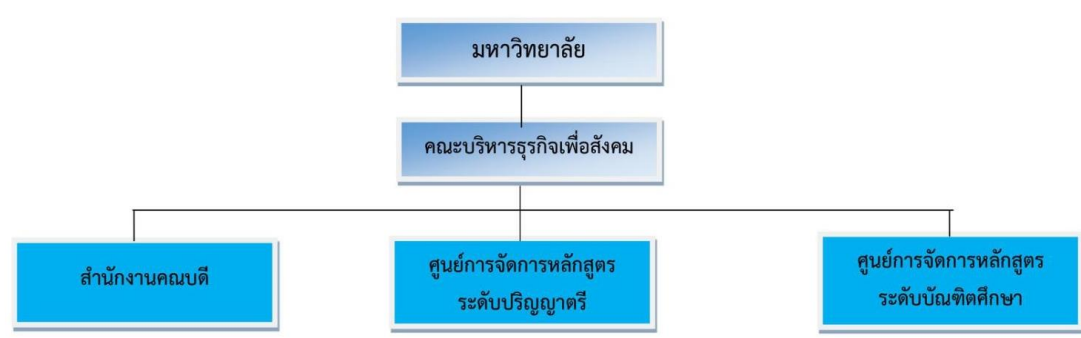 มหาวิทยาลัย
คณะบริหารธุรกิจเพื่อสังคม
สำนักงานคณบดี
ศูนย์การจัดการหลักสูตร
ระดับปริญญาตรี
ศูนย์การจัดการหลักสูตร
ระดับบัณฑิตศึกษา